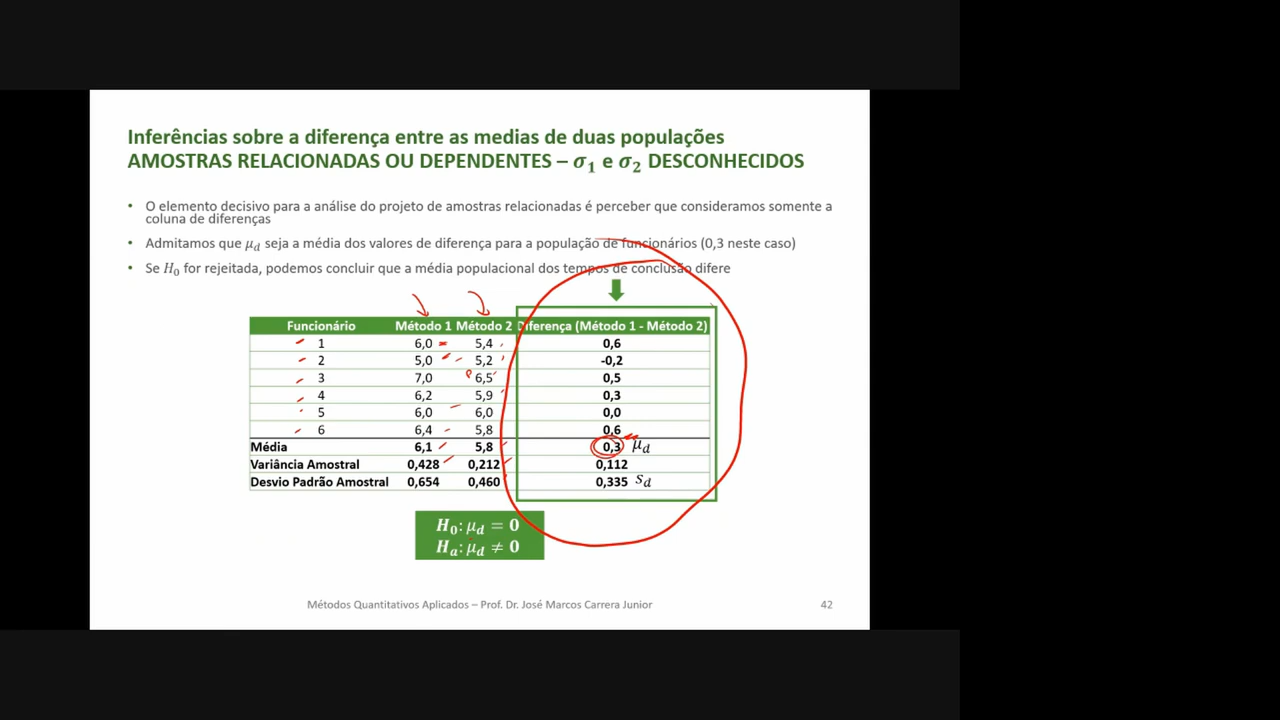 Inferências sobre a diferença entre as medias de duas populações
AMOSTRAS RELACIONADAS OU DEPENDENTES – σ₁ e σ₂ DESCONHECIDOS
• O elemento decisivo para a análise do projeto de amostras relacionadas é perceber que consideramos somente a
coluna de diferenças
• Admitamos que μ_d seja a média dos valores de diferença para a população de funcionários (0,3 neste caso)
• Se H₀ for rejeitada, podemos concluir que a média populacional dos tempos de conclusão difere
Funcionário Método 1 Método 2 Diferença (Método 1 - Método 2)
1 6,0 5,4 0,6
2 5,0 5,2 -0,2
3 7,0 6,5 0,5
4 6,2 5,9 0,3
5 6,0 6,0 0,0
6 6,4 5,8 0,6
Média 6,1 5,8 0,3 μ_d
Variância Amostral 0,428 0,212 0,112
Desvio Padrão Amostral 0,654 0,460 0,335 s_d
H₀: μ_d = 0
Hₐ: μ_d ≠ 0
Métodos Quantitativos Aplicados – Prof. Dr. José Marcos Carrera Junior 42